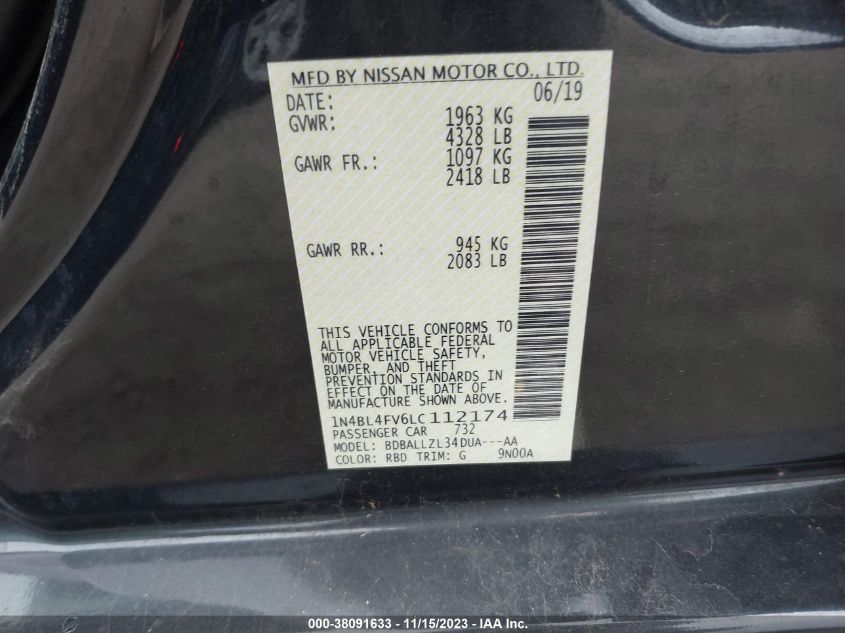 MFD BY NISSAN MOTOR CO., LTD.
DATE: 06/19
GVWR: 1963 KG
4328 LB
GAWR FR.: 1097 KG
2418 LB
GAWR RR.: 945 KG
2083 LB
THIS VEHICLE CONFORMS TO
ALL APPLICABLE FEDERAL
MOTOR VEHICLE SAFETY,
BUMPER, AND THEFT
PREVENTION STANDARDS IN
EFFECT ON THE DATE OF
MANUFACTURE SHOWN ABOVE.
1N4BL4FV6LC112174
PASSENGER CAR 732
MODEL: BDBALLZL34DUA---AA
COLOR: RBD TRIM: G 9N00A
000-38091633 - 11/15/2023 - © IAA, Inc.